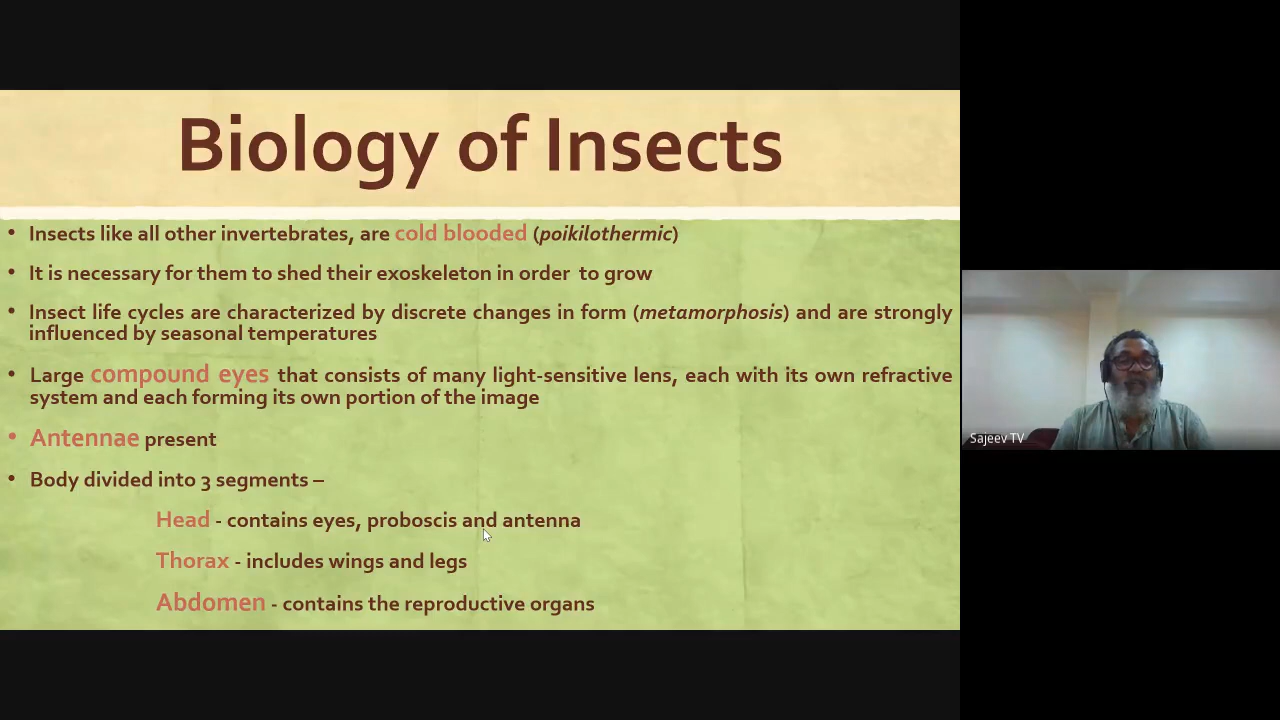 Biology of Insects
• Insects like all other invertebrates, are cold blooded (poikilothermic)
• It is necessary for them to shed their exoskeleton in order to grow
• Insect life cycles are characterized by discrete changes in form (metamorphosis) and are strongly
influenced by seasonal temperatures
• Large compound eyes that consists of many light-sensitive lens, each with its own refractive
system and each forming its own portion of the image
• Antennae present
• Body divided into 3 segments –
Head - contains eyes, proboscis and antenna
Thorax - includes wings and legs
Abdomen - contains the reproductive organs
Sajeev TV